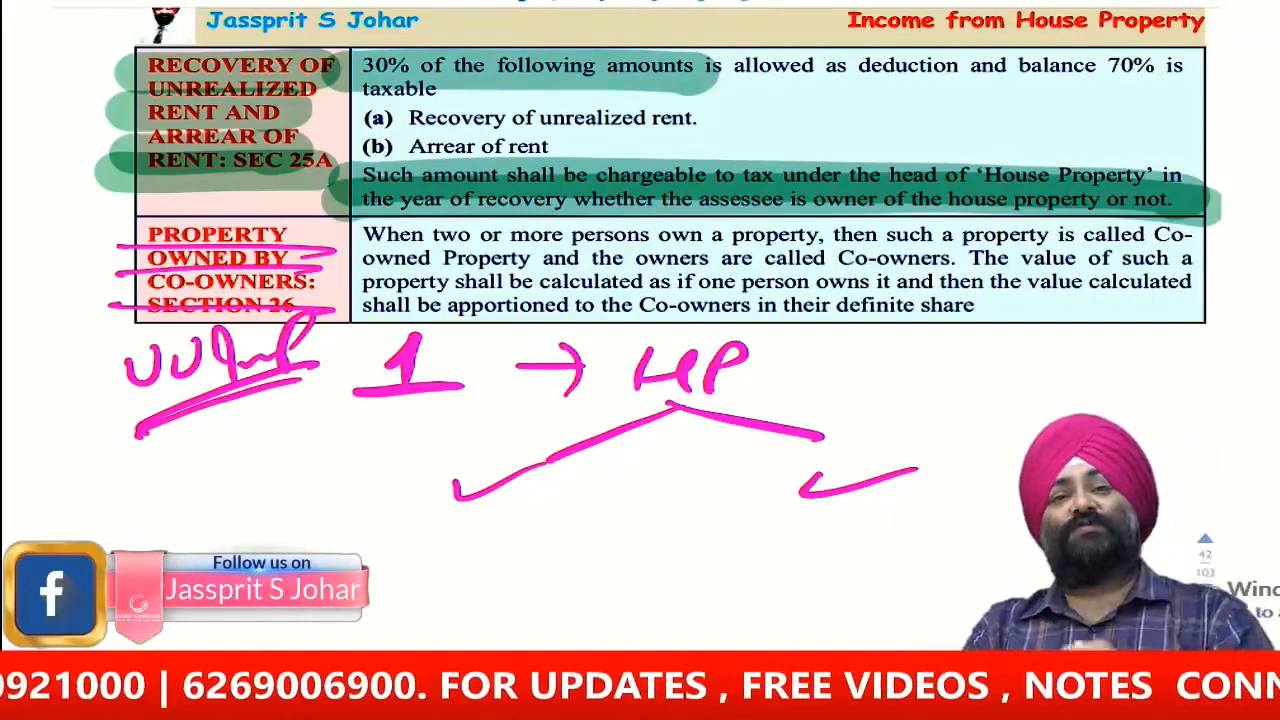 Jassprit S Johar
Income from House Property
RECOVERY OF
UNREALIZED
RENT AND
ARREAR OF
RENT: SEC 25A
30% of the following amounts is allowed as deduction and balance 70% is
taxable
(a) Recovery of unrealized rent.
(b) Arrear of rent
Such amount shall be chargeable to tax under the head of ‘House Property’ in
the year of recovery whether the assessee is owner of the house property or not.
PROPERTY
OWNED BY
CO-OWNERS:
SECTION 26
When two or more persons own a property, then such a property is called Co-
owned Property and the owners are called Co-owners. The value of such a
property shall be calculated as if one person owns it and then the value calculated
shall be apportioned to the Co-owners in their definite share
1 → HP
42
103
Follow us on
Jassprit S Johar
0921000 | 6269006900. FOR UPDATES , FREE VIDEOS , NOTES CONN